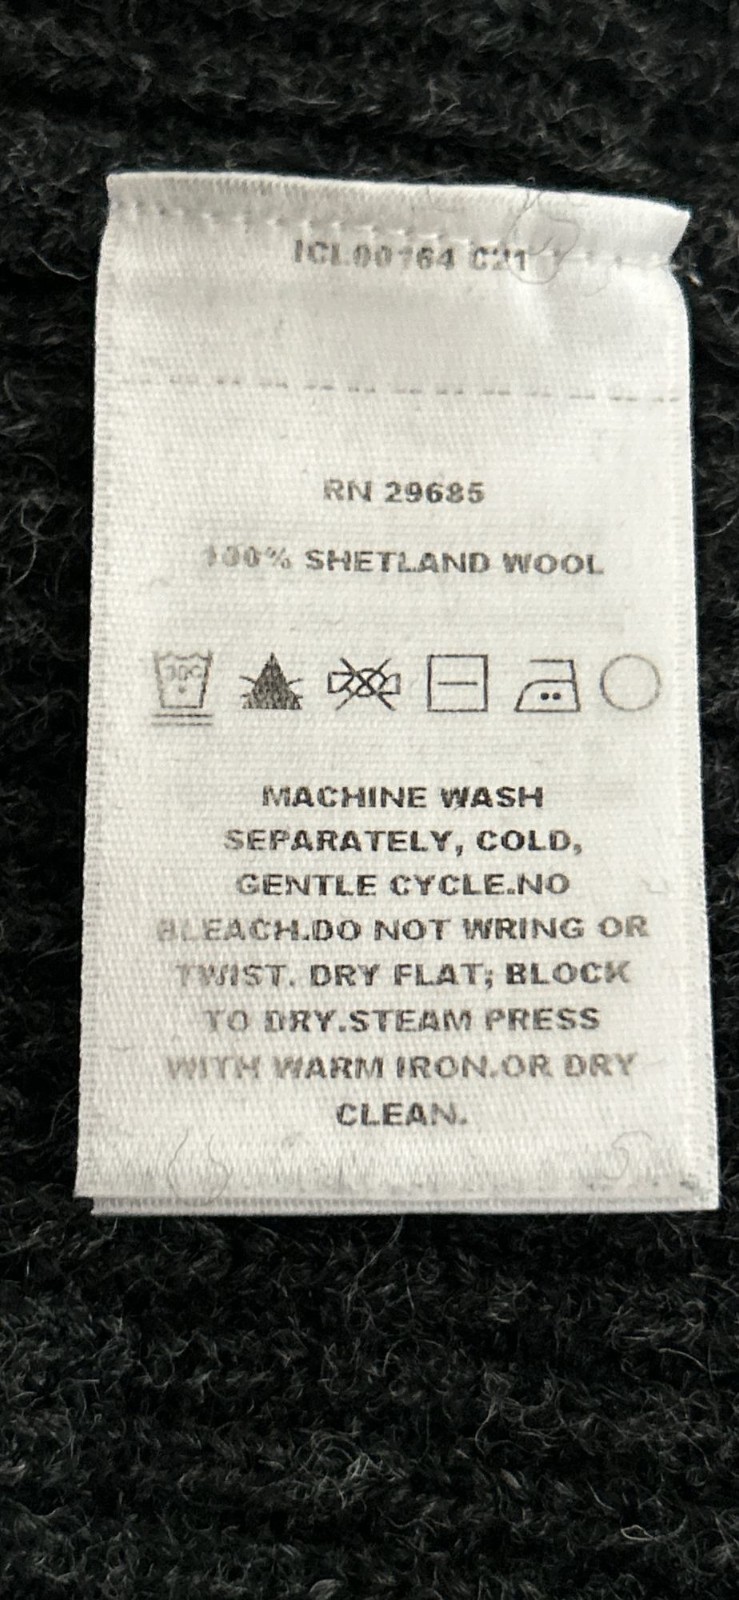 RN 29685
100% SHETLAND WOOL
30C
MACHINE WASH
SEPARATELY, COLD,
GENTLE CYCLE.NO
BLEACH.DO NOT WRING OR
TWIST. DRY FLAT; BLOCK
TO DRY.STEAM PRESS
WITH WARM IRON.OR DRY
CLEAN.